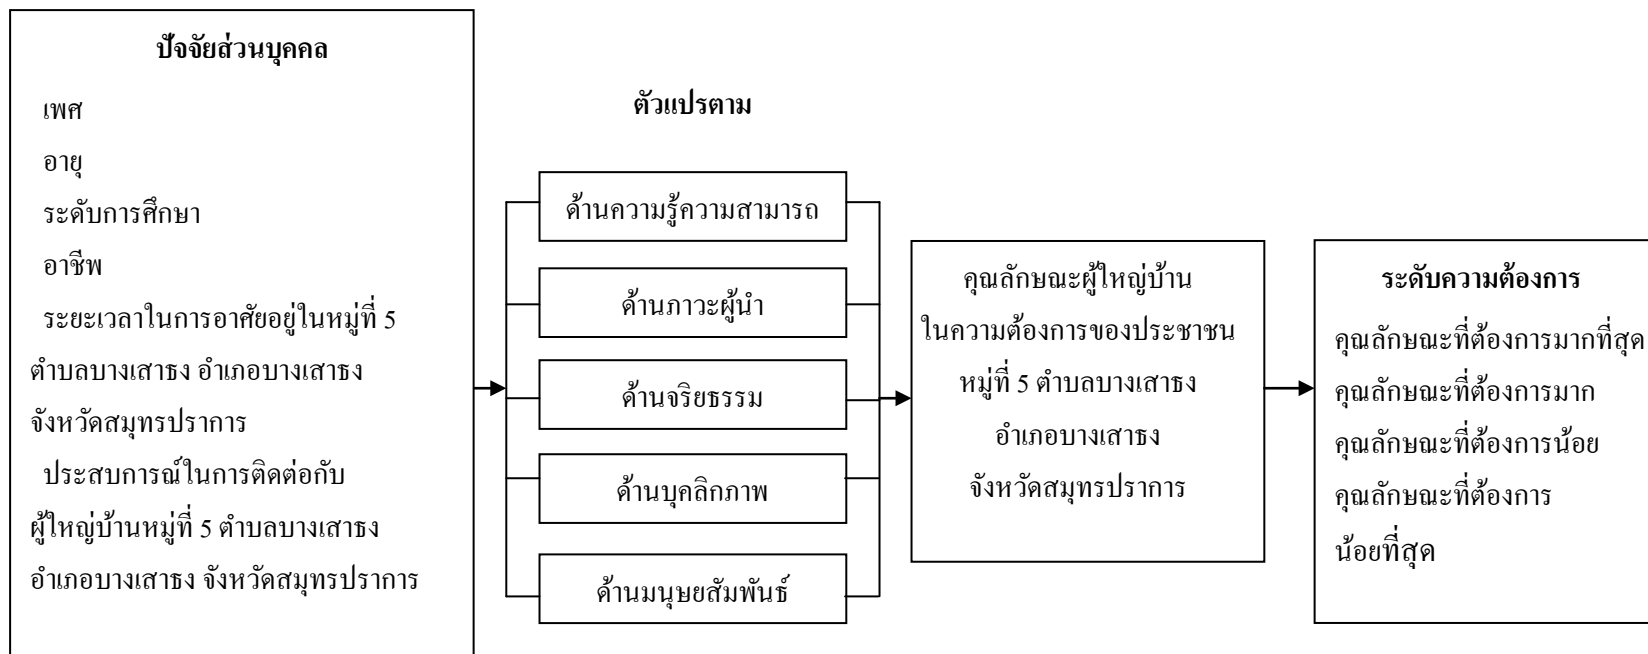 ปัจจัยส่วนบุคคล
เพศ
อายุ
ระดับการศึกษา
อาชีพ
ระยะเวลาในการอาศัยอยู่ในหมู่ที่ 5
ตำบลบางเสาธง อำเภอบางเสาธง
จังหวัดสมุทรปราการ
ประสบการณ์ในการติดต่อกับ
ผู้ใหญ่บ้านหมู่ที่ 5 ตำบลบางเสาธง
อำเภอบางเสาธง จังหวัดสมุทรปราการ
ตัวแปรตาม
ด้านความรู้ความสามารถ
ด้านภาวะผู้นำ
ด้านจริยธรรม
ด้านบุคลิกภาพ
ด้านมนุษยสัมพันธ์
คุณลักษณะผู้ใหญ่บ้าน
ในความต้องการของประชาชน
หมู่ที่ 5 ตำบลบางเสาธง
อำเภอบางเสาธง
จังหวัดสมุทรปราการ
ระดับความต้องการ
คุณลักษณะที่ต้องการมากที่สุด
คุณลักษณะที่ต้องการมาก
คุณลักษณะที่ต้องการน้อย
คุณลักษณะที่ต้องการ
น้อยที่สุด